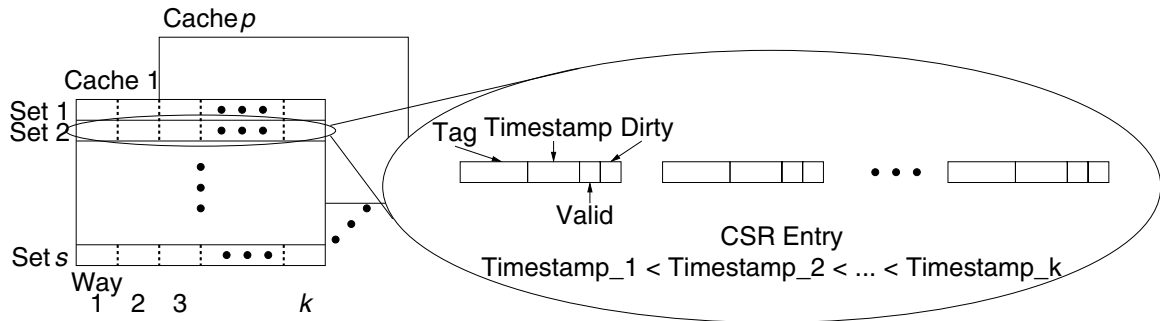 Cache p
Cache 1
Set 1
Set 2
Set s
Way
1 2 3 k
Tag
Timestamp Dirty
Valid
CSR Entry
Timestamp_1 < Timestamp_2 < ... < Timestamp_k